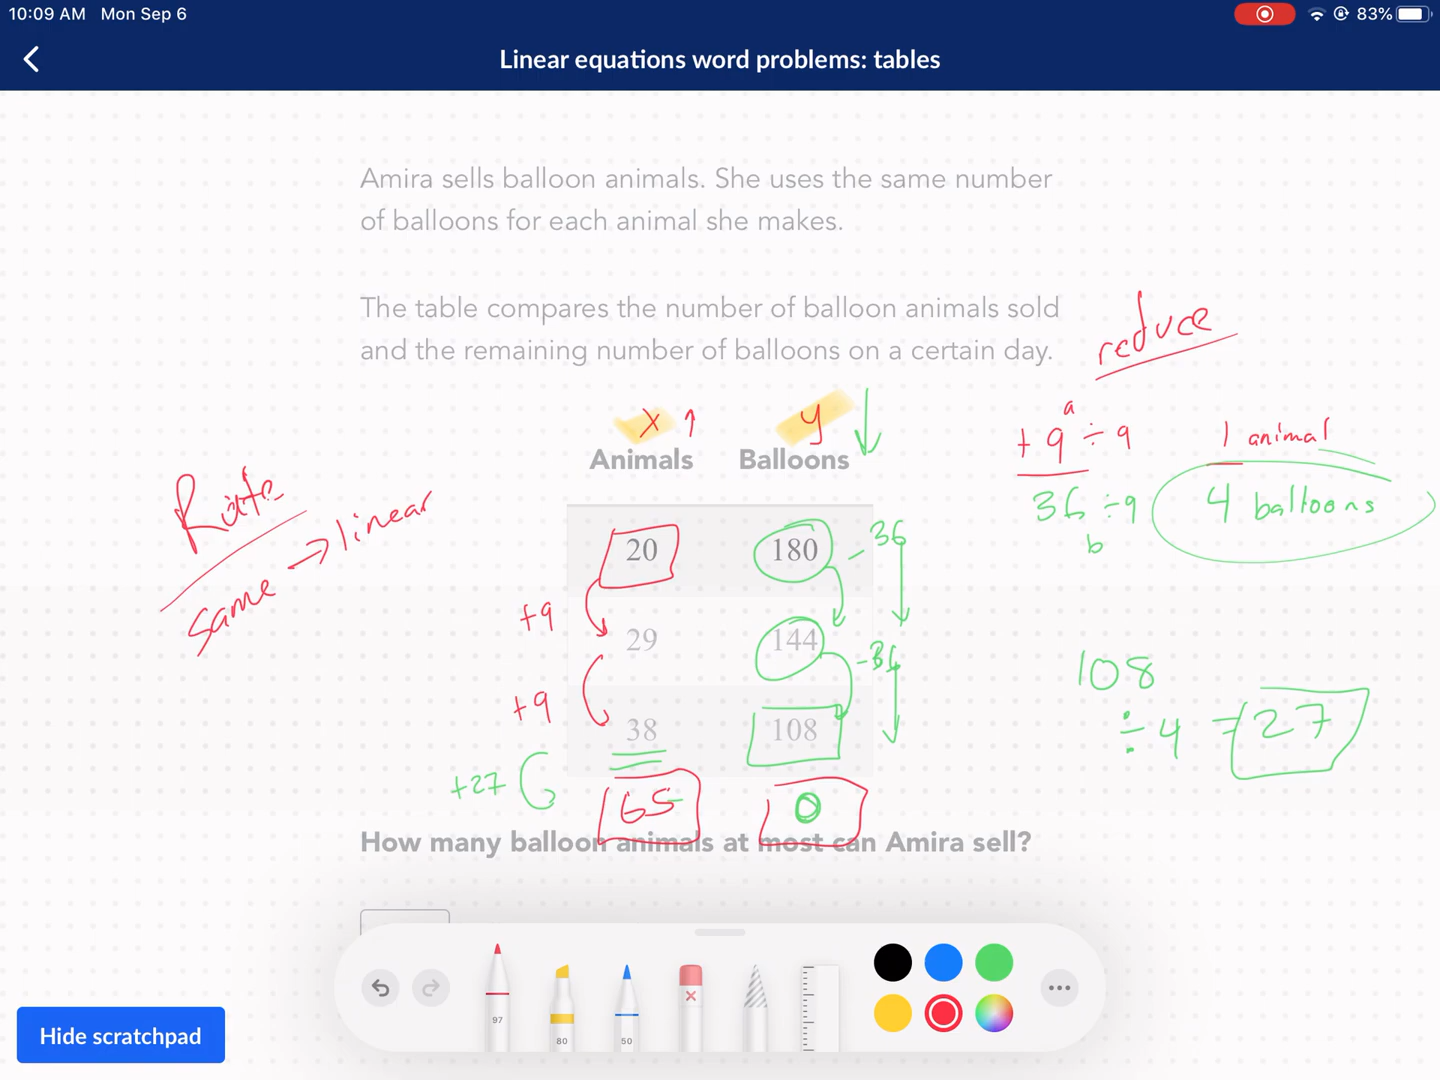 10:09 AM Mon Sep 6
83%
Linear equations word problems: tables
Amira sells balloon animals. She uses the same number
of balloons for each animal she makes.
The table compares the number of balloon animals sold
and the remaining number of balloons on a certain day.
reduce
x ↑ y ↓
Animals Balloons
+9 a ÷ 9
36 ÷ 9
b
1 animal
4 balloons
Rate
same → linear
20 180 -36
+9
29 144 -36
+9
38 108
+27
65 0
108
÷ 4 = 27
How many balloon animals at most can Amira sell?
97
80
50
Hide scratchpad